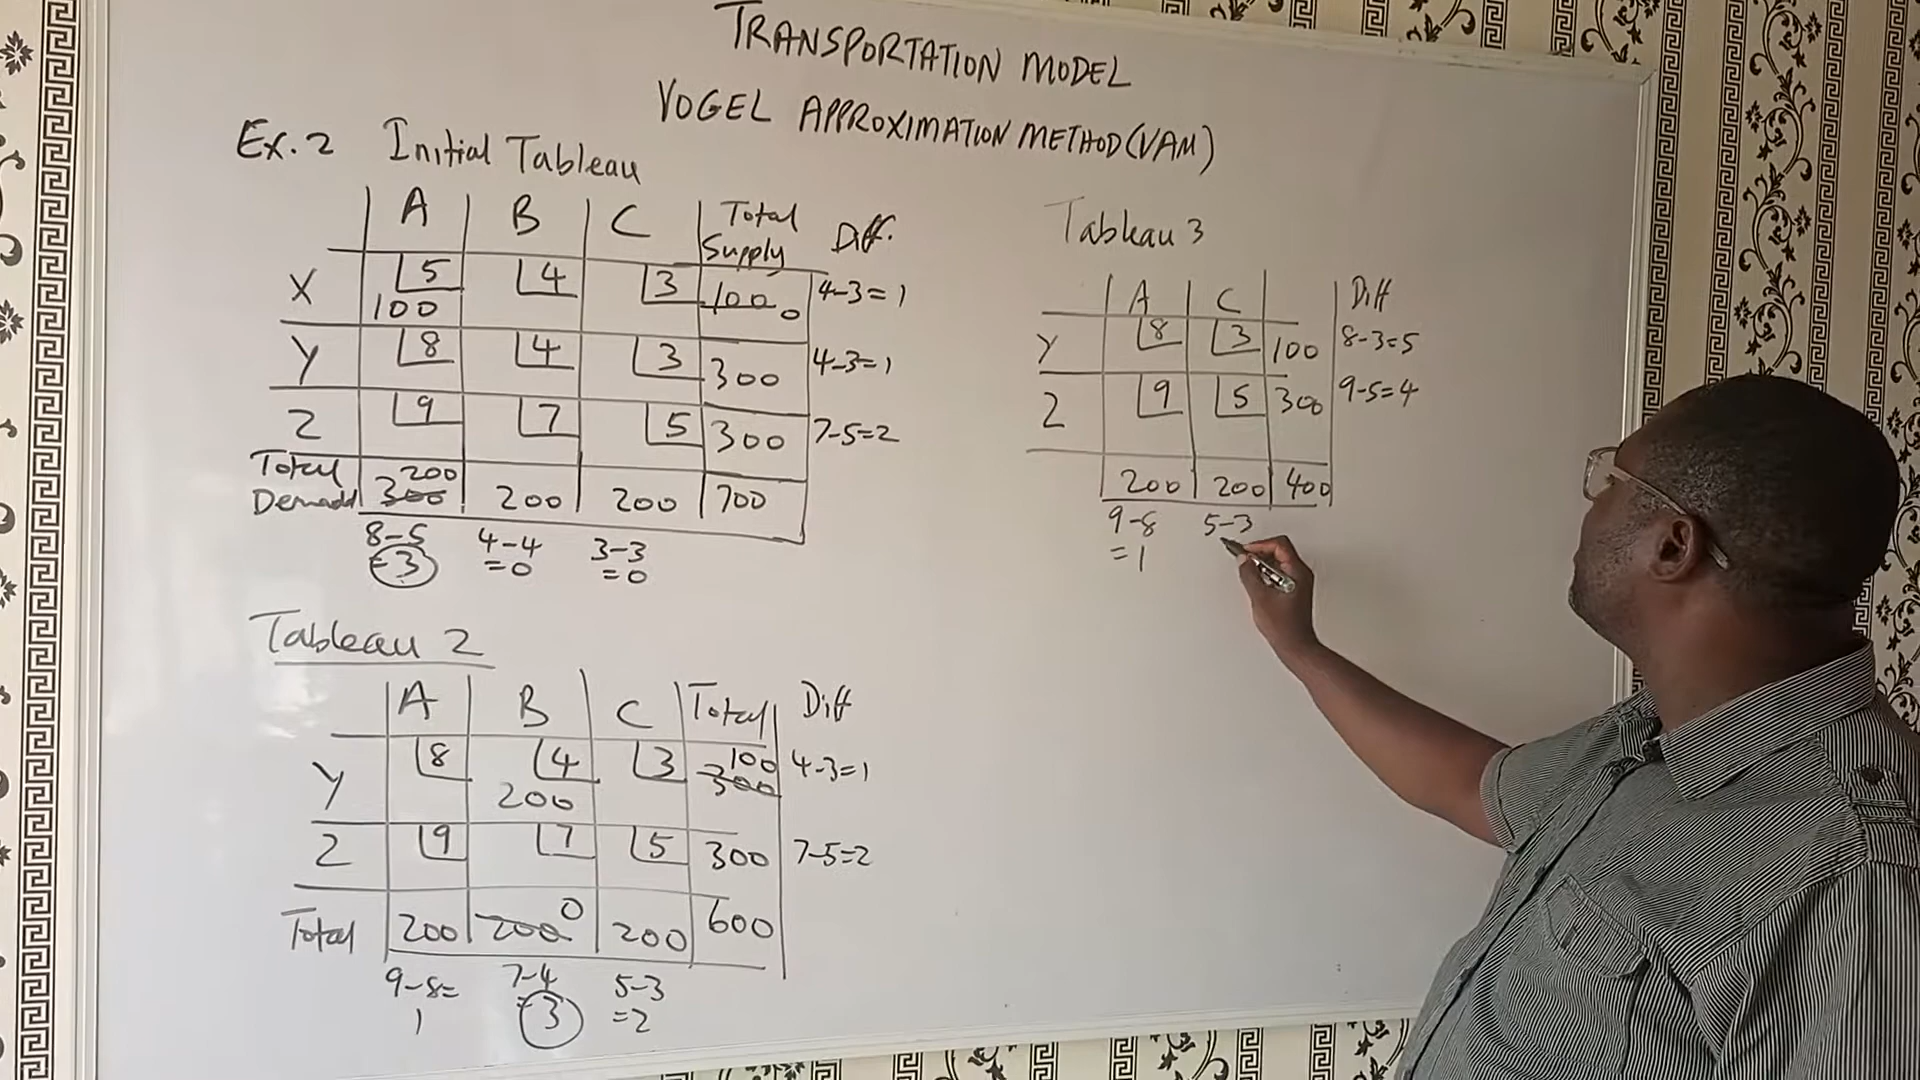 TRANSPORTATION MODEL
VOGEL APPROXIMATION METHOD(VAM)
Ex.2 Initial Tableau
A B C Total Supply Diff.
X 5 4 3 100 0 4-3=1
100
Y 8 4 3 300 4-3=1
Z 9 7 5 300 7-5=2
Total 200
Demand 300 200 200 700
8-5 4-4 3-3
=3 =0 =0
Tableau 2
A B C Total Diff
Y 8 4 3 100 4-3=1
200 300
Z 9 7 5 300 7-5=2
0
Total 200 200 200 600
9-8= 7-4 5-3
1 =3 =2
Tableau 3
A C Diff
Y 8 3 100 8-3=5
Z 9 5 300 9-5=4
200 200 400
9-8 5-3
=1